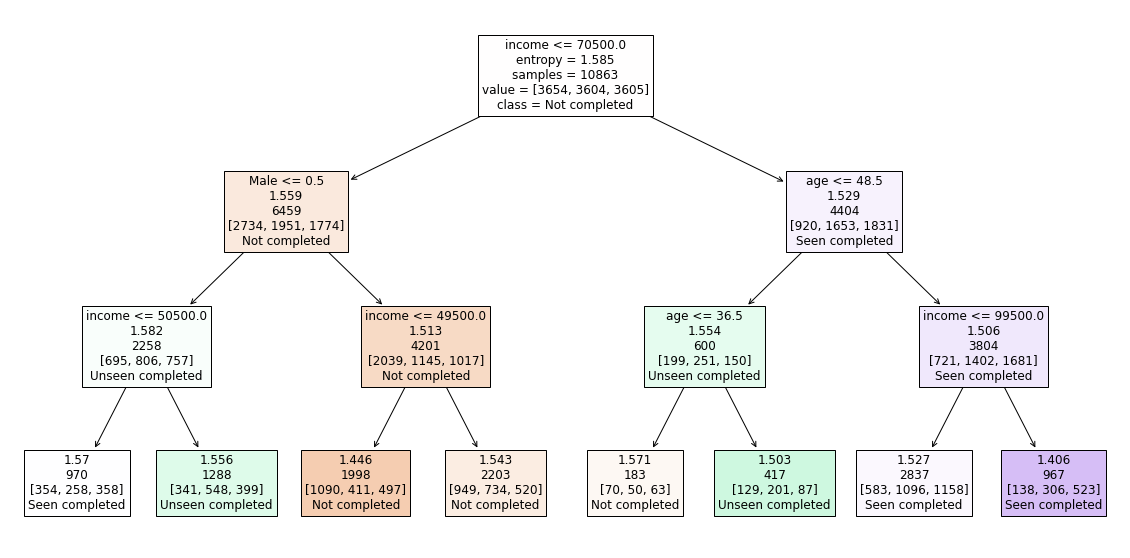 income <= 70500.0
entropy = 1.585
samples = 10863
value = [3654, 3604, 3605]
class = Not completed
Male <= 0.5
1.559
6459
[2734, 1951, 1774]
Not completed
age <= 48.5
1.529
4404
[920, 1653, 1831]
Seen completed
income <= 50500.0
1.582
2258
[695, 806, 757]
Unseen completed
income <= 49500.0
1.513
4201
[2039, 1145, 1017]
Not completed
age <= 36.5
1.554
600
[199, 251, 150]
Unseen completed
income <= 99500.0
1.506
3804
[721, 1402, 1681]
Seen completed
1.57
970
[354, 258, 358]
Seen completed
1.556
1288
[341, 548, 399]
Unseen completed
1.446
1998
[1090, 411, 497]
Not completed
1.543
2203
[949, 734, 520]
Not completed
1.571
183
[70, 50, 63]
Not completed
1.503
417
[129, 201, 87]
Unseen completed
1.527
2837
[583, 1096, 1158]
Seen completed
1.406
967
[138, 306, 523]
Seen completed